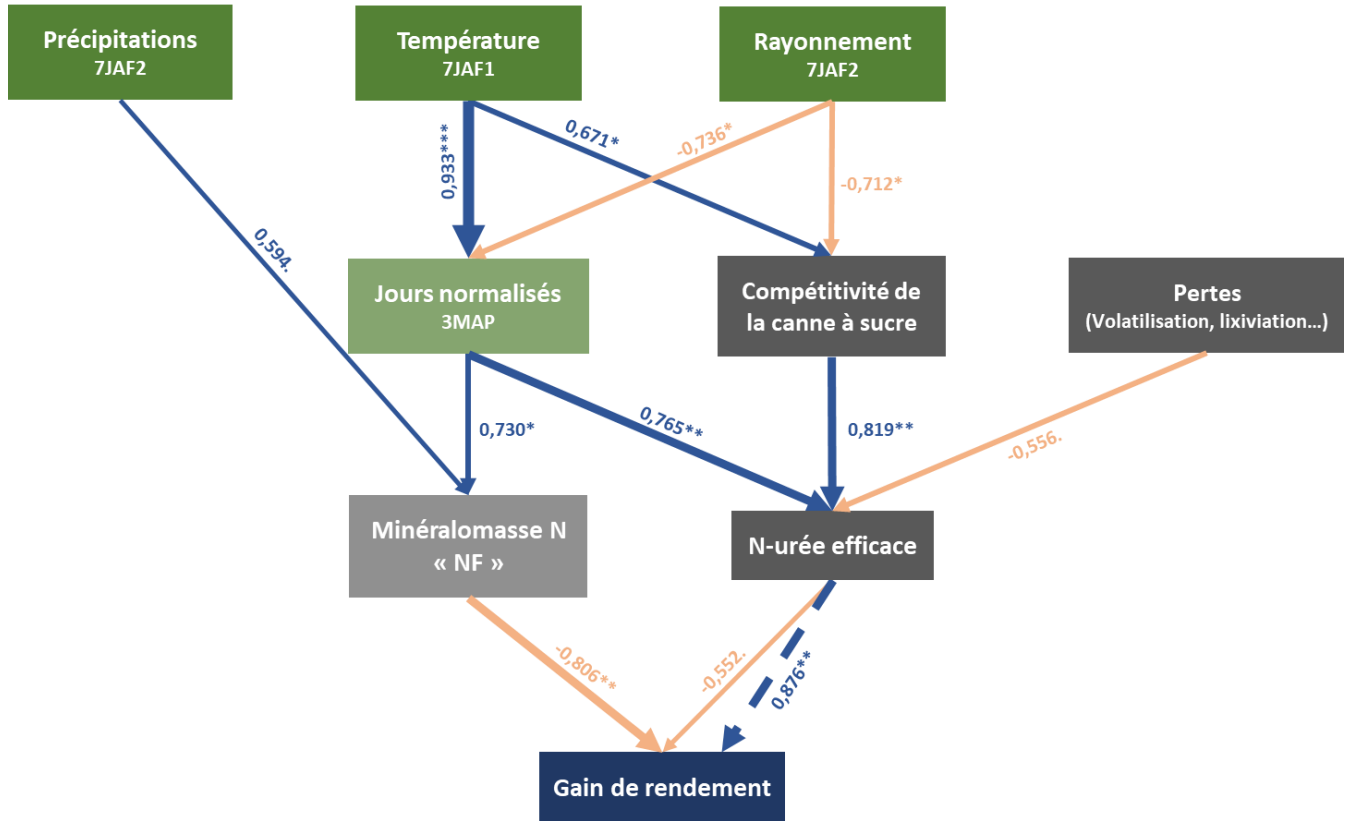 Précipitations
7JAF2
Température
7JAF1
Rayonnement
7JAF2
0,933***
0,671*
-0,736*
-0,712*
0,594.
Jours normalisés
3MAP
Compétitivité de
la canne à sucre
Pertes
(Volatilisation, lixiviation...)
0,730*
0,765**
0,819**
-0,556.
Minéralomasse N
« NF »
N-urée efficace
-0,806**
-0,552.
0,876**
Gain de rendement